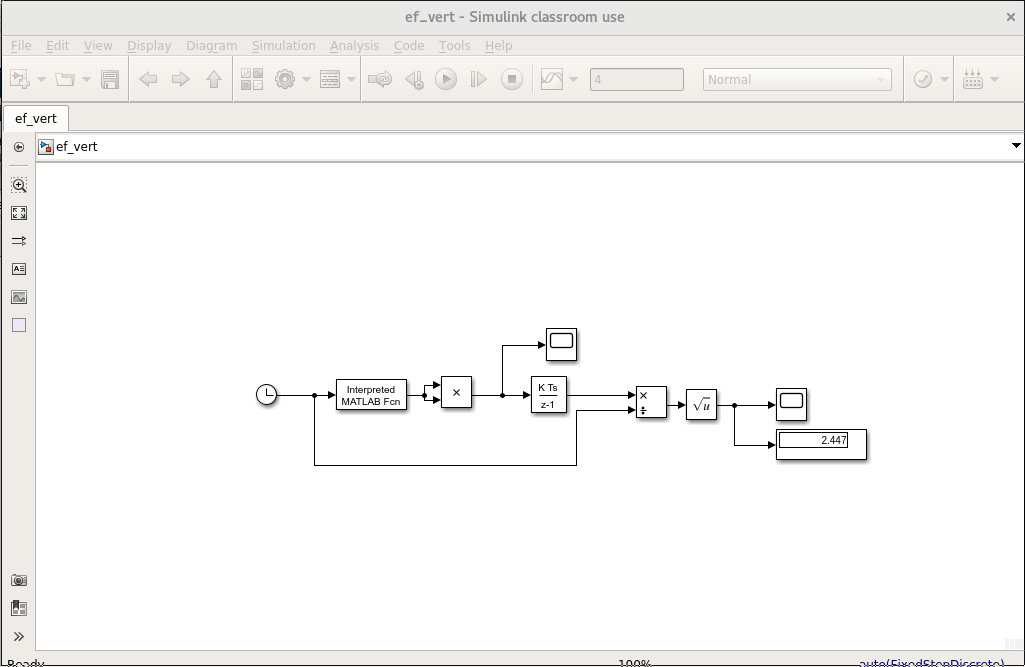 ef_vert - Simulink classroom use
File Edit View Display Diagram Simulation Analysis Code Tools Help
4
Normal
ef_vert
ef_vert
Interpreted
MATLAB Fcn
×
K Ts
z-1
×
÷
√u
2.447
Ready 100% auto(FixedStepDiscrete)